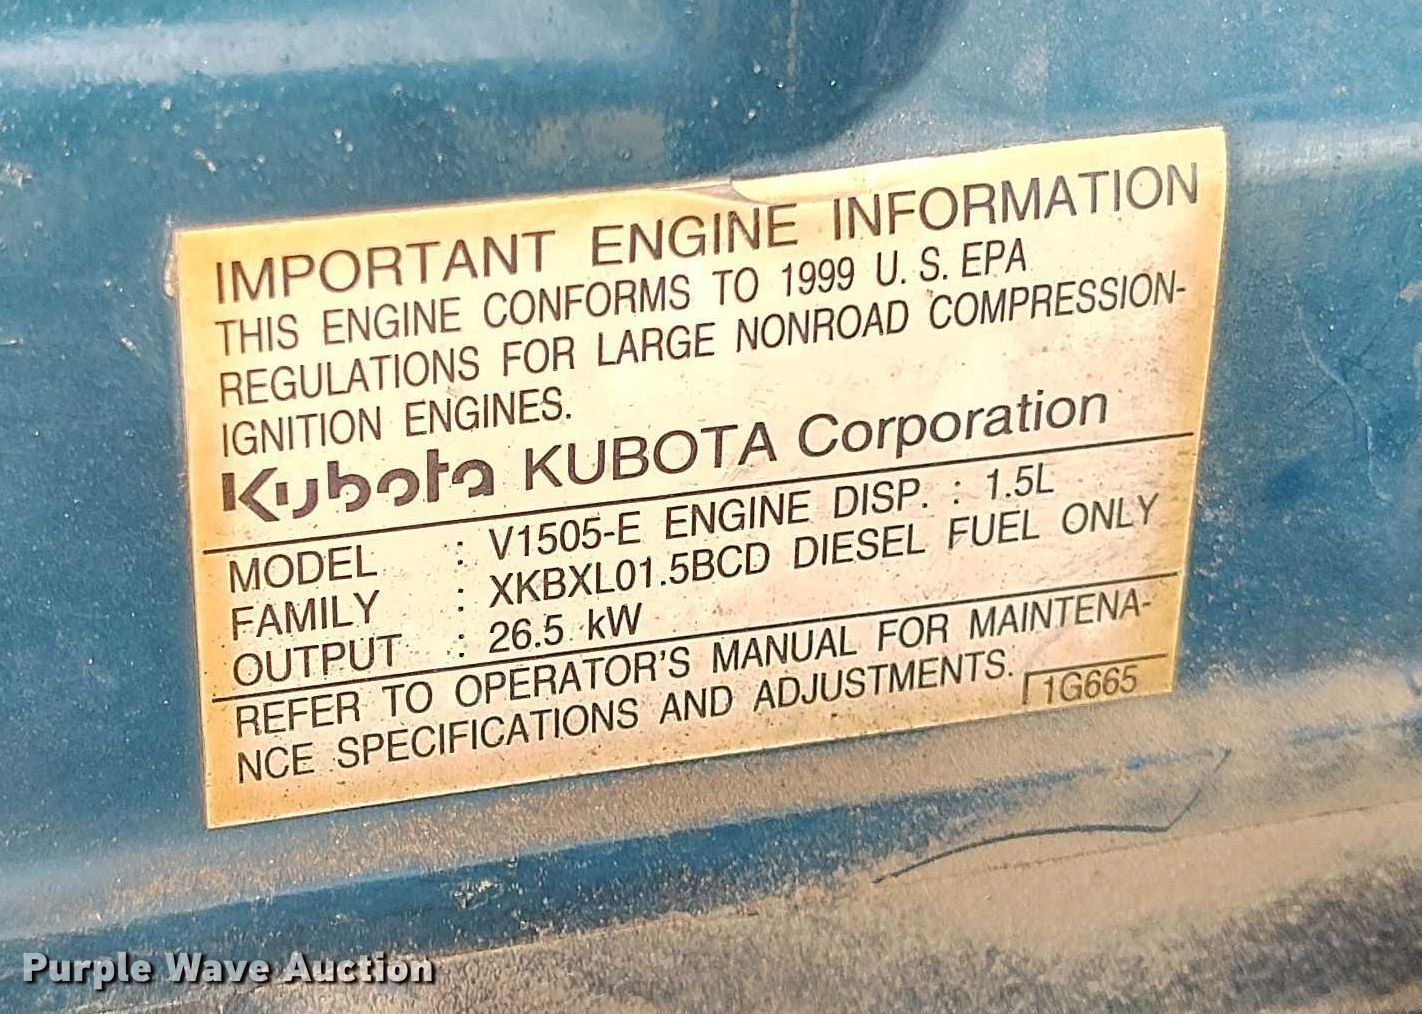 IMPORTANT ENGINE INFORMATION
THIS ENGINE CONFORMS TO 1999 U. S. EPA
REGULATIONS FOR LARGE NONROAD COMPRESSION-
IGNITION ENGINES.
Kubota KUBOTA Corporation
MODEL : V1505-E ENGINE DISP. : 1.5L
FAMILY : XKBXL01.5BCD DIESEL FUEL ONLY
OUTPUT : 26.5 kW
REFER TO OPERATOR'S MANUAL FOR MAINTENA-
NCE SPECIFICATIONS AND ADJUSTMENTS.
1G665
Purple Wave Auction